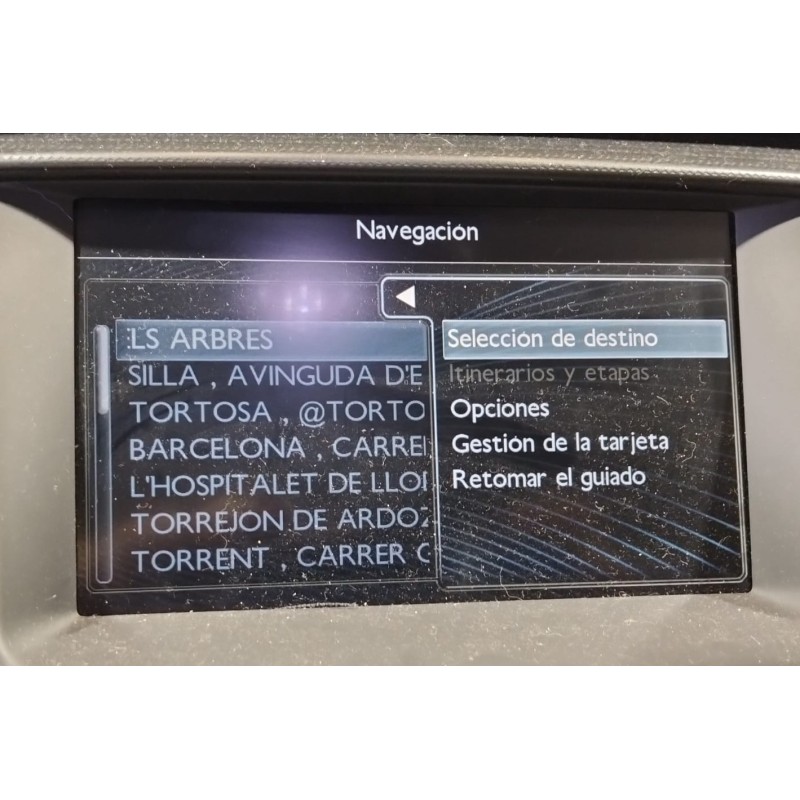 Navegación
LS ARBRES
SILLA , AVINGUDA D'E
TORTOSA , @TORTO
BARCELONA , CARRE
L'HOSPITALET DE LLO
TORREJON DE ARDOZ
TORRENT , CARRER C
Selección de destino
Itinerarios y etapas
Opciones
Gestión de la tarjeta
Retomar el guiado